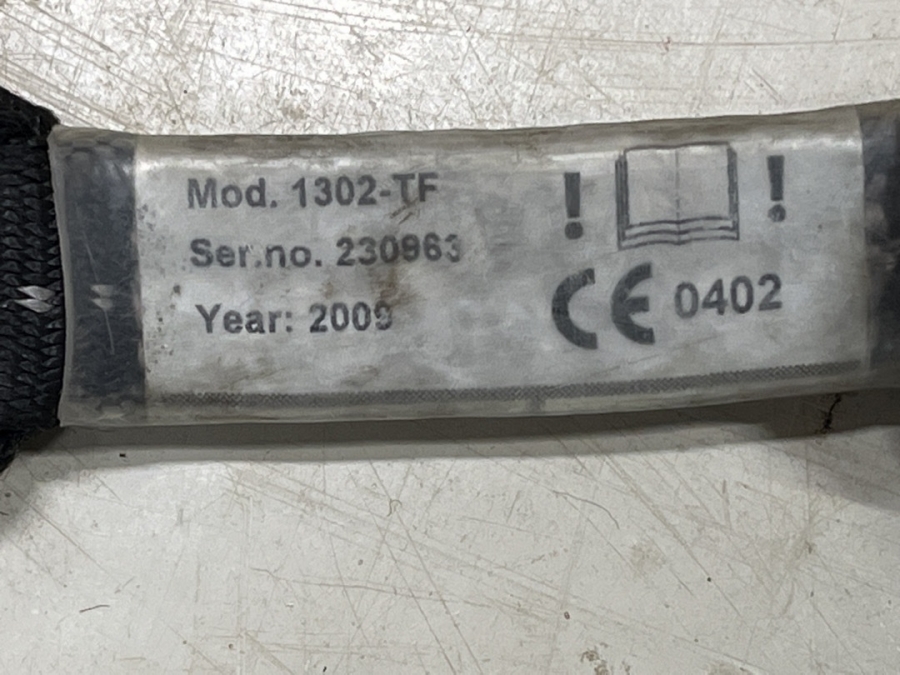 Mod. 1302-TF
Ser.no. 230963
Year: 2009
! !
CE 0402